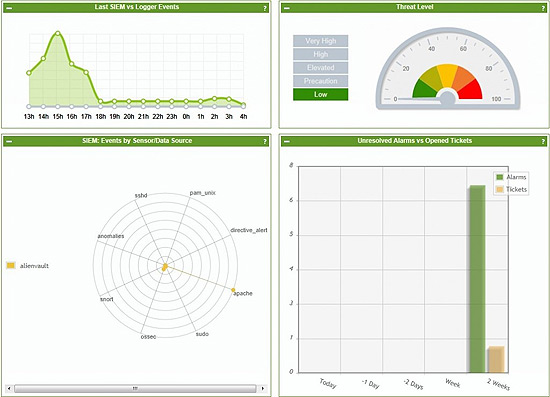 Last SIEM vs Logger Events ?
13h 14h 15h 16h 17h 18h 19h 20h 21h 22h 23h 0h 1h 2h 3h 4h
Threat Level ?
Very High
High
Elevated
Precaution
Low
0 20 40 60 80 100
SIEM: Events by Sensor/Data Source ?
alienvault
sshd
pam_unix
directive_alert
anomalies
apache
snort
ossec
sudo
Unresolved Alarms vs Opened Tickets ?
Alarms
Tickets
8
6
5
4
3
2
1
0
Today -1 Day -2 Days Week 2 Weeks